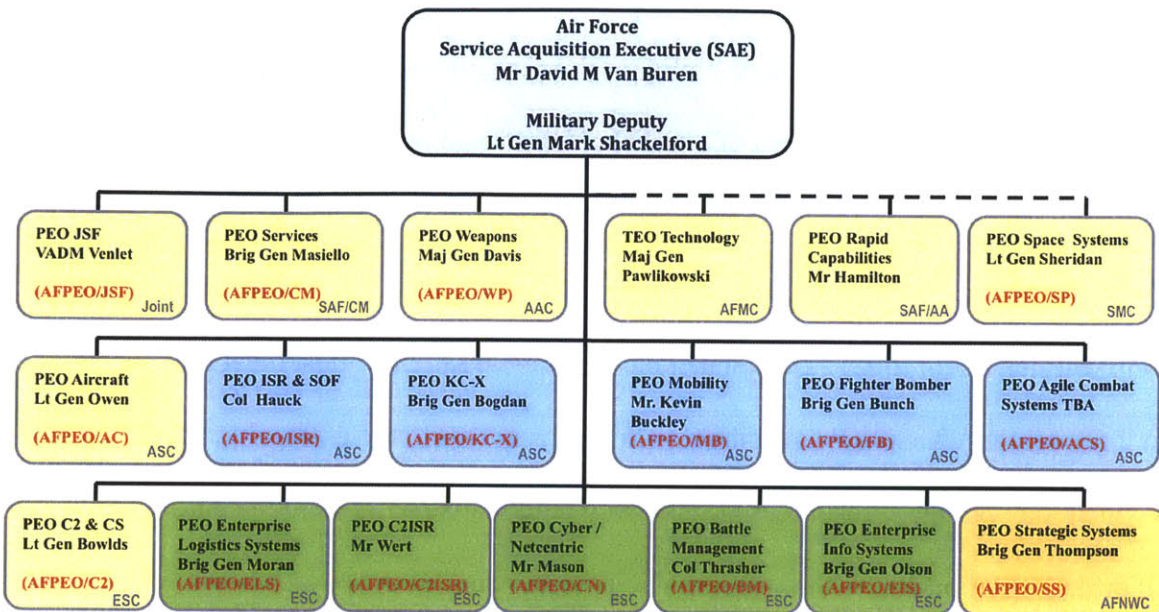 Air Force
Service Acquisition Executive (SAE)
Mr David M Van Buren
Military Deputy
Lt Gen Mark Shackelford
PEO JSF
VADM Venlet
(AFPEO/JSF)
Joint
PEO Services
Brig Gen Masiello
(AFPEO/CM)
SAF/CM
PEO Weapons
Maj Gen Davis
(AFPEO/WP)
AAC
TEO Technology
Maj Gen
Pawlikowski
AFMC
PEO Rapid
Capabilities
Mr Hamilton
SAF/AA
PEO Space Systems
Lt Gen Sheridan
(AFPEO/SP)
SMC
PEO Aircraft
Lt Gen Owen
(AFPEO/AC)
ASC
PEO ISR & SOF
Col Hauck
(AFPEO/ISR)
ASC
PEO KC-X
Brig Gen Bogdan
(AFPEO/KC-X)
ASC
PEO Mobility
Mr. Kevin
Buckley
(AFPEO/MB)
ASC
PEO Fighter Bomber
Brig Gen Bunch
(AFPEO/FB)
ASC
PEO Agile Combat
Systems TBA
(AFPEO/ACS)
ASC
PEO C2 & CS
Lt Gen Bowlds
(AFPEO/C2)
ESC
PEO Enterprise
Logistics Systems
Brig Gen Moran
(AFPEO/ELS)
ESC
PEO C2ISR
Mr Wert
(AFPEO/C2ISR)
ESC
PEO Cyber /
Netcentric
Mr Mason
(AFPEO/CN)
ESC
PEO Battle
Management
Col Thrasher
(AFPEO/BM)
ESC
PEO Enterprise
Info Systems
Brig Gen Olson
(AFPEO/EIS)
ESC
PEO Strategic Systems
Brig Gen Thompson
(AFPEO/SS)
AFNWC